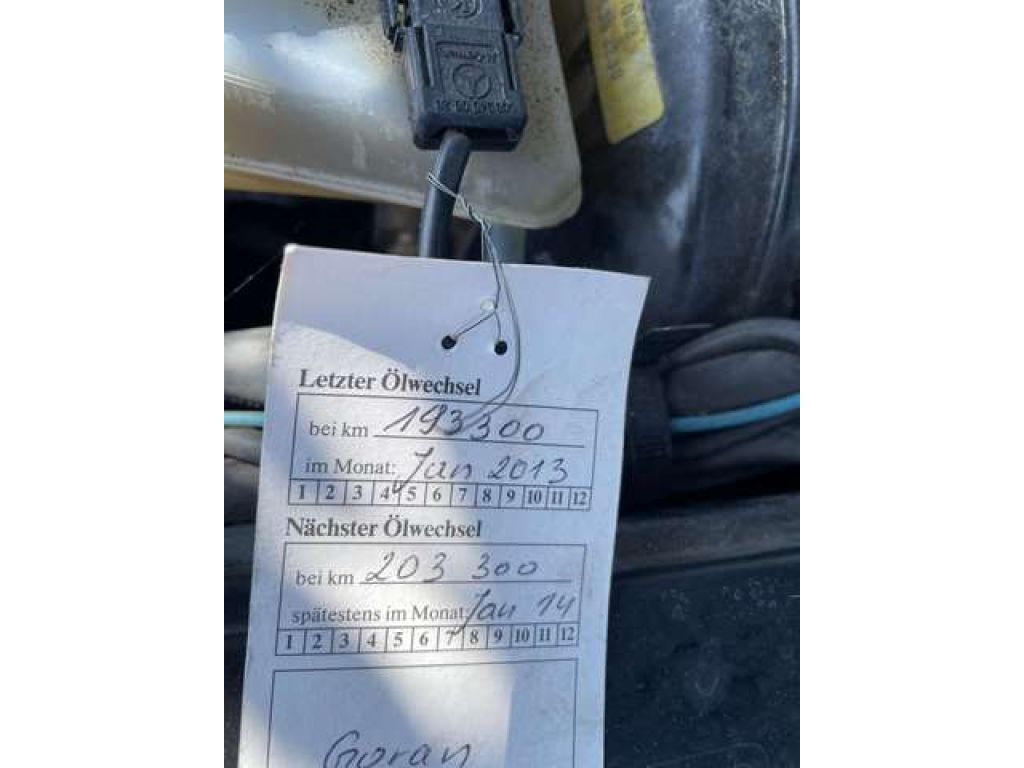 Letzter Ölwechsel
bei km 193300
im Monat: Jan 2013
1 2 3 4 5 6 7 8 9 10 11 12
Nächster Ölwechsel
bei km 203 300
spätestens im Monat: Jan 14
1 2 3 4 5 6 7 8 9 10 11 12
Goran